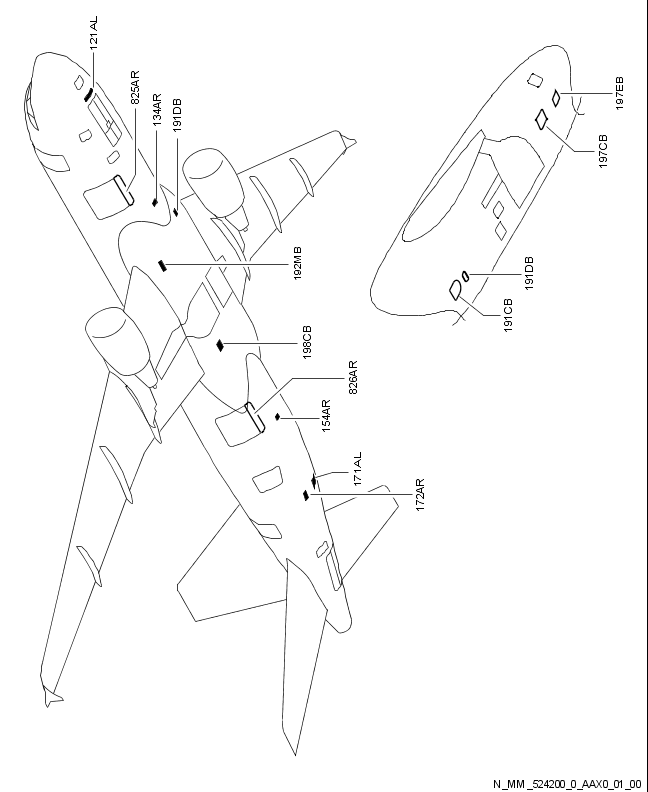 121AL
825AR
134AR
191DB
192MB
198CB
826AR
154AR
171AL
172AR
197EB
197CB
191DB
191CB
N_MM_524200_0_AAX0_01_00